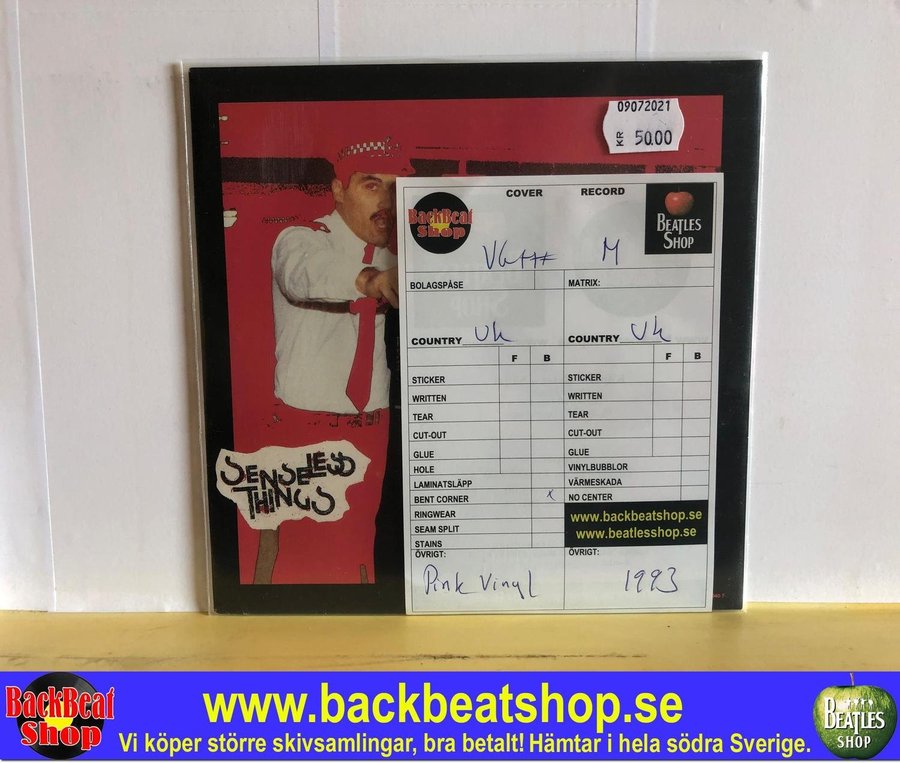 09072021
KR 50.00
COVER RECORD
BackBeat
Shop
BEATLES
SHOP
VG+++ M
BOLAGSPÅSE MATRIX:
COUNTRY Uk COUNTRY Uk
F B F B
STICKER STICKER
WRITTEN WRITTEN
TEAR TEAR
CUT-OUT CUT-OUT
GLUE GLUE
HOLE VINYLBUBBLOR
LAMINATSLÄPP VÄRMESKADA
BENT CORNER x NO CENTER
RINGWEAR
SEAM SPLIT
STAINS
www.backbeatshop.se
www.beatlesshop.se
ÖVRIGT: ÖVRIGT:
Pink Vinyl 1993
SENSELESS
THINGS
BackBeat
Shop
www.backbeatshop.se
Vi köper större skivsamlingar, bra betalt! Hämtar i hela södra Sverige.
BEATLES
SHOP